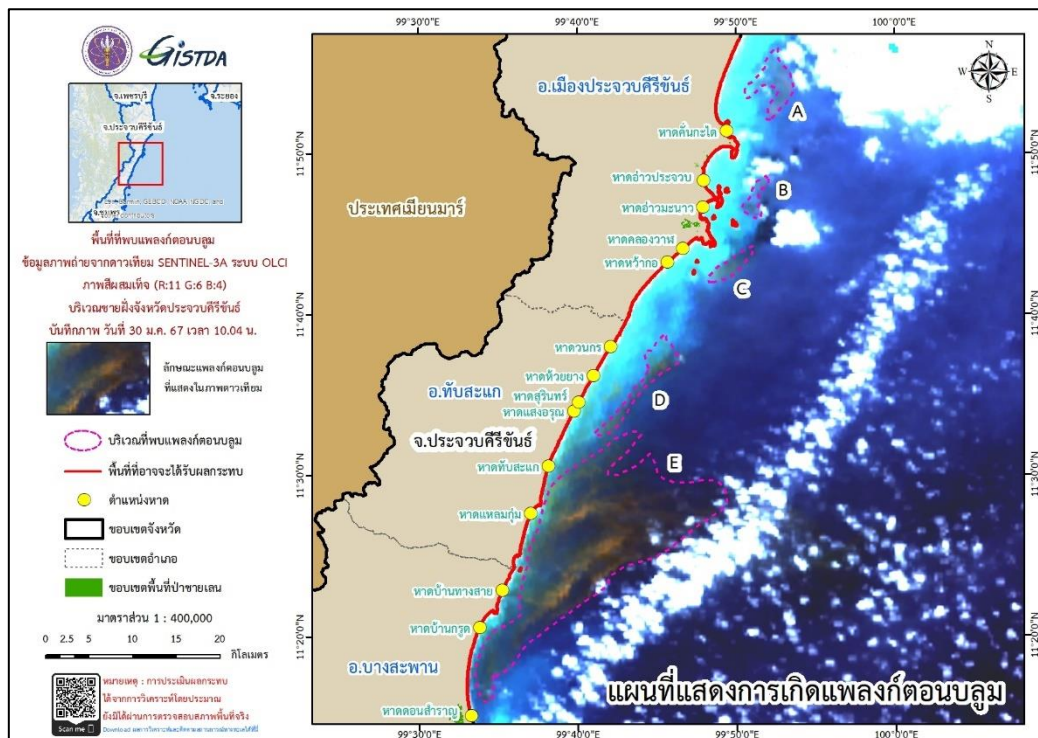 GISTDA
จ.เพชรบุรี
จ.ระยอง
จ.ประจวบคีรีขันธ์
จ.ชุมพร
พื้นที่ที่พบแพลงก์ตอนบลูม
ข้อมูลภาพถ่ายจากดาวเทียม SENTINEL-3A ระบบ OLCI
ภาพสีผสมเท็จ (R:11 G:6 B:4)
บริเวณชายฝั่งจังหวัดประจวบคีรีขันธ์
บันทึกภาพ วันที่ 30 ม.ค. 67 เวลา 10.04 น.
ลักษณะแพลงก์ตอนบลูม
ที่แสดงในภาพดาวเทียม
บริเวณที่พบแพลงก์ตอนบลูม
พื้นที่ที่อาจจะได้รับผลกระทบ
ตำแหน่งหาด
ขอบเขตจังหวัด
ขอบเขตอำเภอ
ขอบเขตพื้นที่ป่าชายเลน
มาตราส่วน 1 : 400,000
0 2.5 5 10 15 20
กิโลเมตร
Scan me
หมายเหตุ : การประเมินผลกระทบ
ได้จากการวิเคราะห์โดยประมาณ
ยังมิได้ผ่านการตรวจสอบสภาพพื้นที่จริง
99°30'0"E 99°40'0"E 99°50'0"E 100°0'0"E
N
W E
S
อ.เมืองประจวบคีรีขันธ์
A
หาดคั่นกะได
11°50'0"N 11°50'0"N
หาดอ่าวประจวบ
B
ประเทศเมียนมาร์
หาดอ่าวมะนาว
หาดคลองวาฬ
หาดหว้ากอ
C
11°40'0"N 11°40'0"N
หาดวนกร
หาดห้วยยาง
อ.ทับสะแก
หาดสุรินทร์
D
หาดแสงอรุณ
จ.ประจวบคีรีขันธ์
E
หาดทับสะแก
11°30'0"N 11°30'0"N
หาดแหลมกุ่ม
หาดบ้านทางสาย
หาดบ้านกรูด
11°20'0"N 11°20'0"N
อ.บางสะพาน
แผนที่แสดงการเกิดแพลงก์ตอนบลูม
หาดดอนสำราญ
99°30'0"E 99°40'0"E 99°50'0"E 100°0'0"E